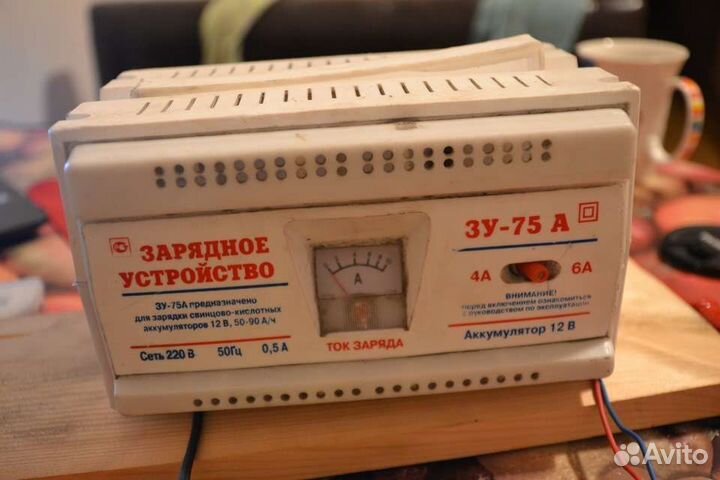 ЗАРЯДНОЕ
УСТРОЙСТВО
ЗУ-75А предназначено
для зарядки свинцово-кислотных
аккумуляторов 12 В, 50-90 А/ч
Сеть 220 В 50Гц 0,5 А
A
ТОК ЗАРЯДА
ЗУ-75 А
4А 6А
ВНИМАНИЕ!
перед включением ознакомиться
с руководством по эксплуатации
Аккумулятор 12 В
Avito